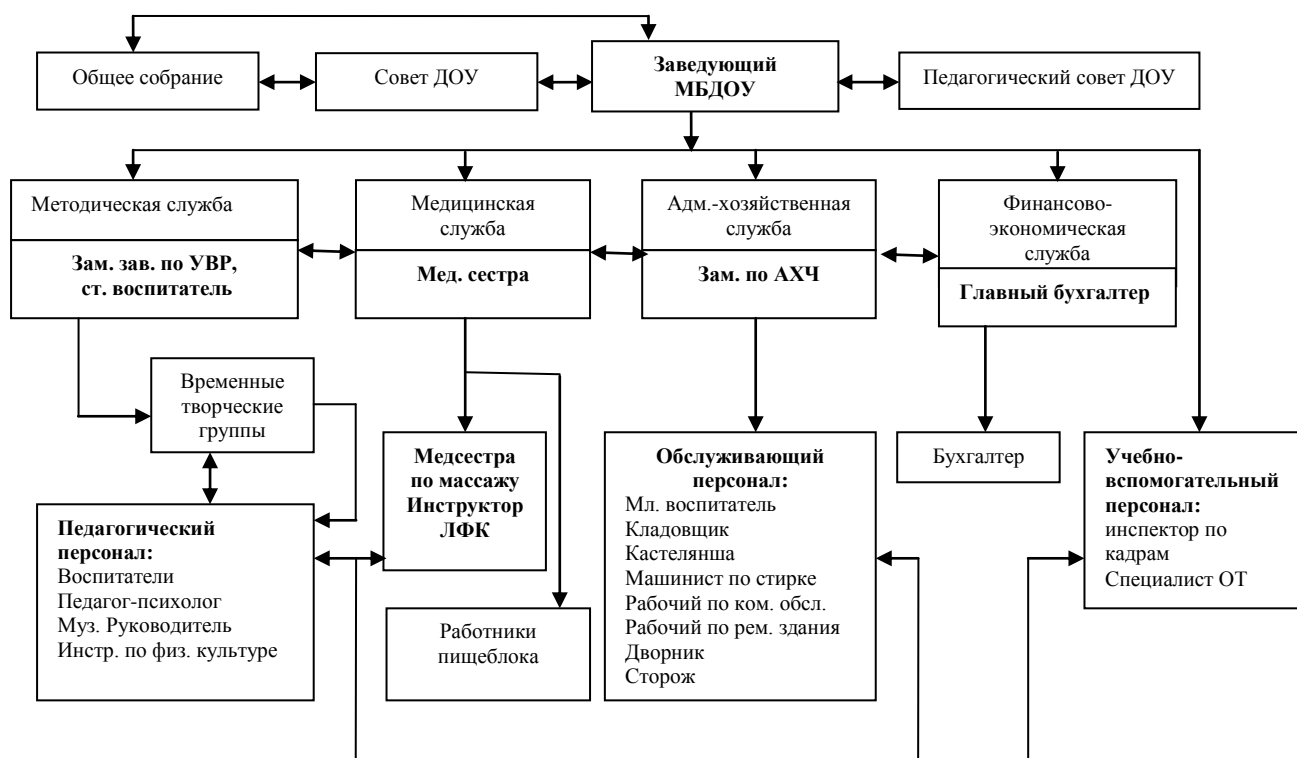 Общее собрание
Совет ДОУ
Заведующий
МБДОУ
Педагогический совет ДОУ
Методическая служба
Зам. зав. по УВР,
ст. воспитатель
Медицинская
служба
Мед. сестра
Адм.-хозяйственная
служба
Зам. по АХЧ
Финансово-
экономическая
служба
Главный бухгалтер
Временные
творческие
группы
Педагогический
персонал:
Воспитатели
Педагог-психолог
Муз. Руководитель
Инстр. по физ. культуре
Медсестра
по массажу
Инструктор
ЛФК
Работники
пищеблока
Обслуживающий
персонал:
Мл. воспитатель
Кладовщик
Кастелянша
Машинист по стирке
Рабочий по ком. обсл.
Рабочий по рем. здания
Дворник
Сторож
Бухгалтер
Учебно-
вспомогательный
персонал:
инспектор по
кадрам
Специалист ОТ